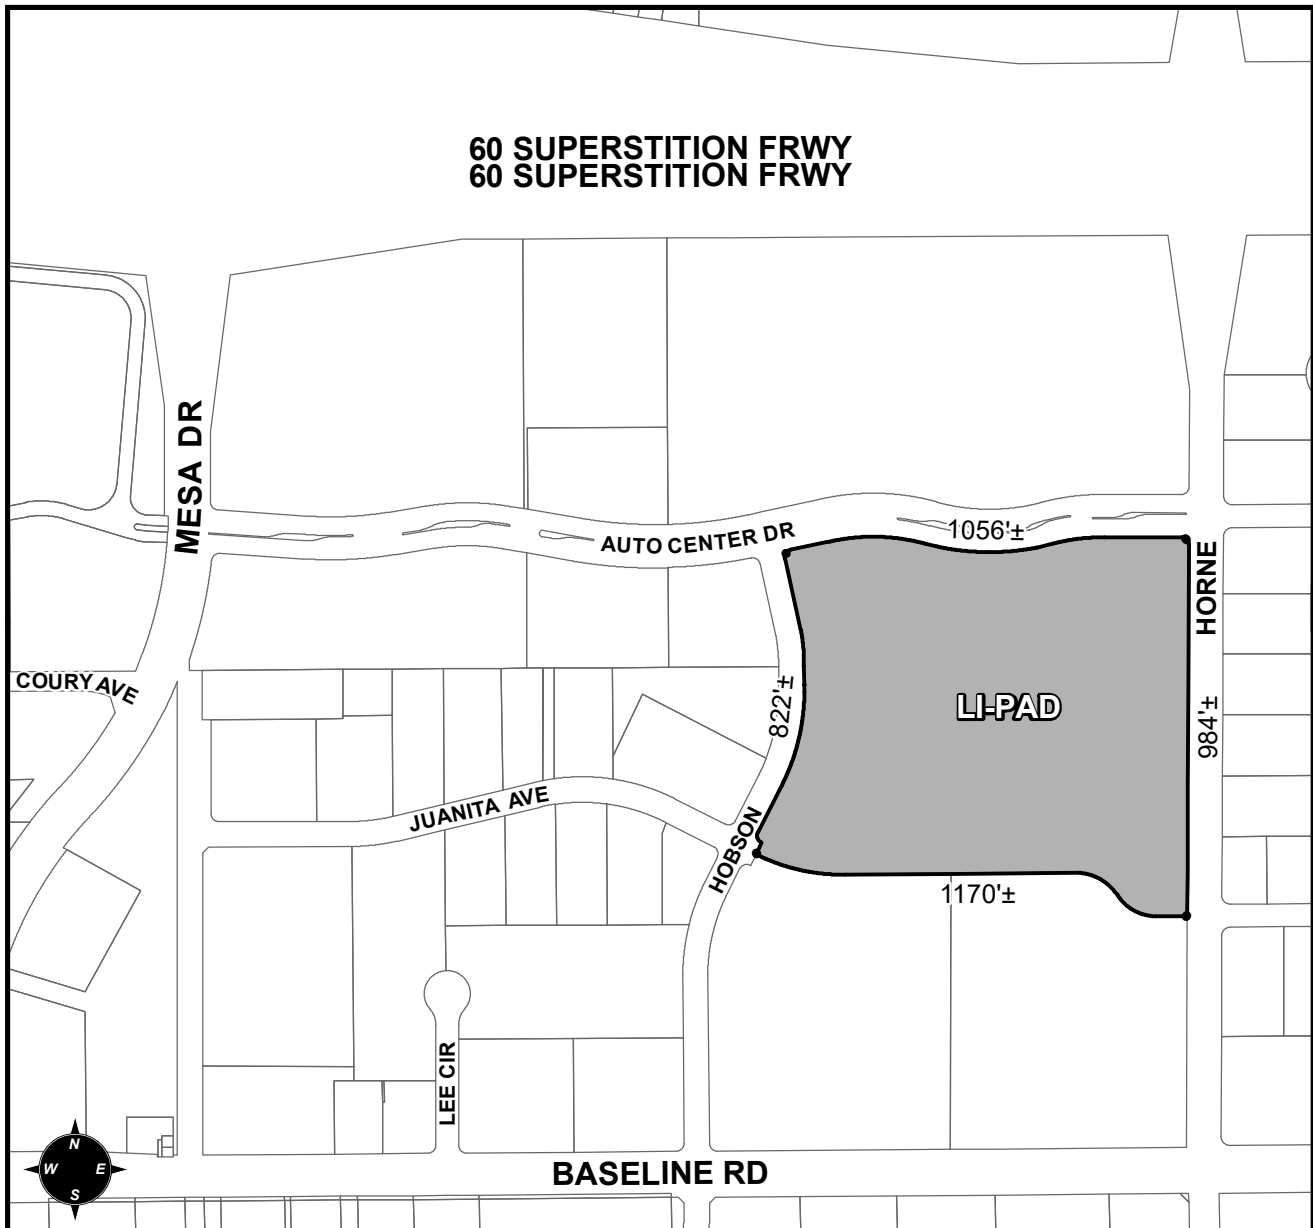 60 SUPERSTITION FRWY
60 SUPERSTITION FRWY
MESA DR
AUTO CENTER DR
1056'±
HORNE
COURY AVE
822'±
LI-PAD
984'±
JUANITA AVE
HOBSON
1170'±
LEE CIR
BASELINE RD
N
W E
S